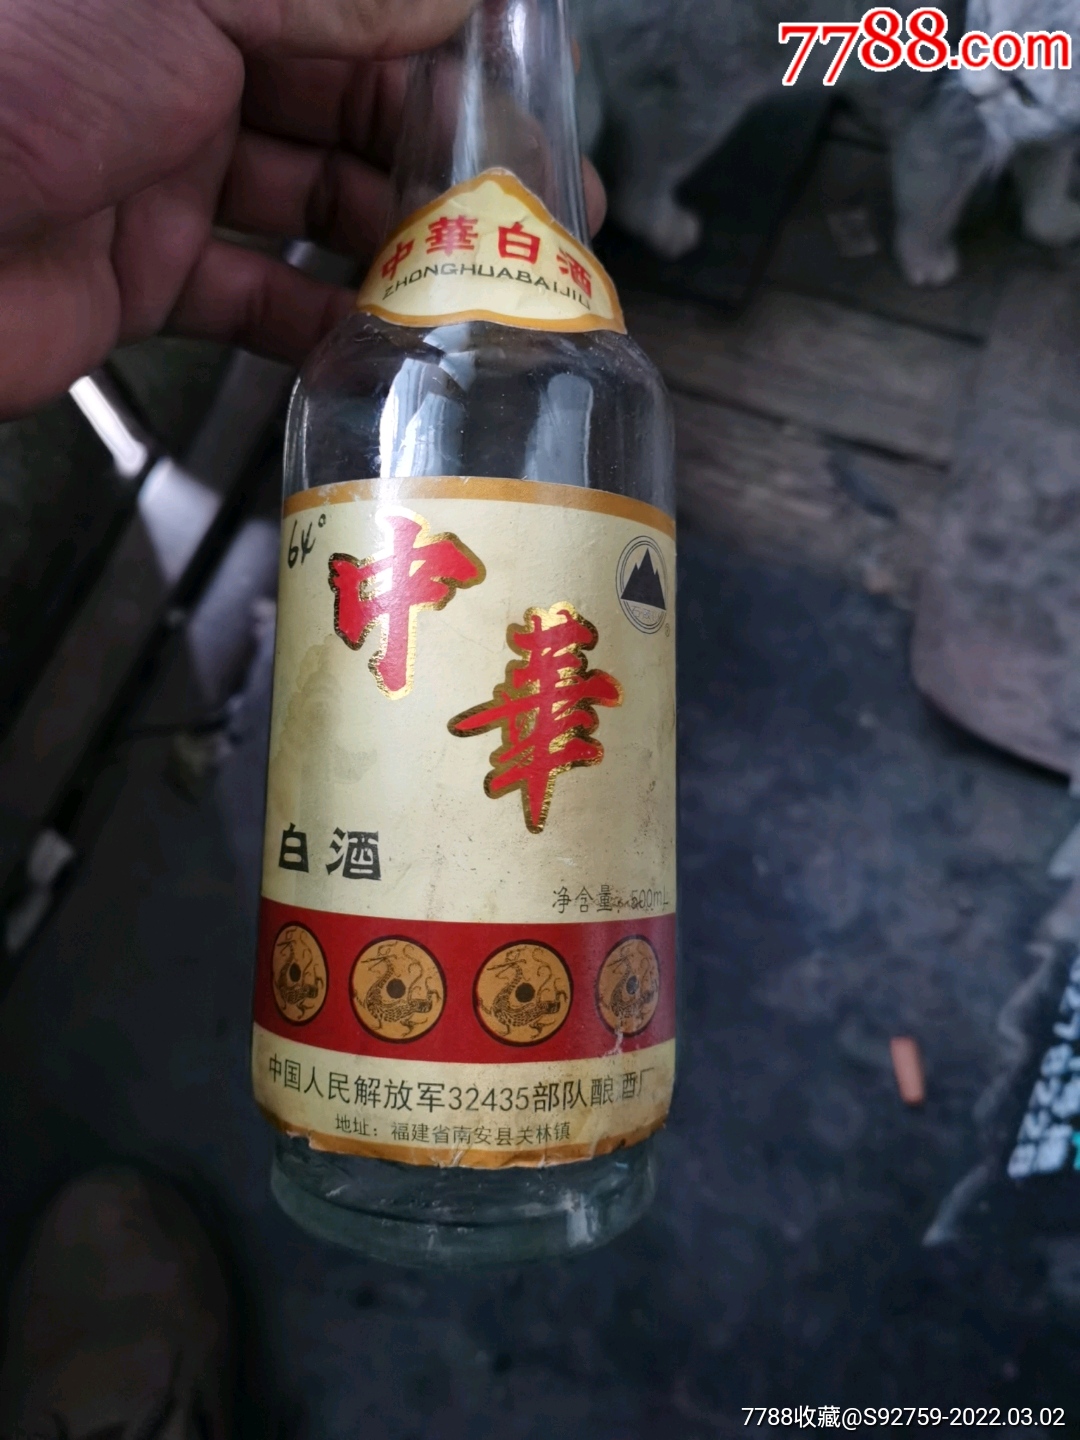 7788.com
中華白酒
ZHONGHUABAIJIU
64°
中
華
白酒
净含量:500mL
中国人民解放军32435部队酿酒厂
地址：福建省南安县关林镇
7788收藏@S92759-2022.03.02